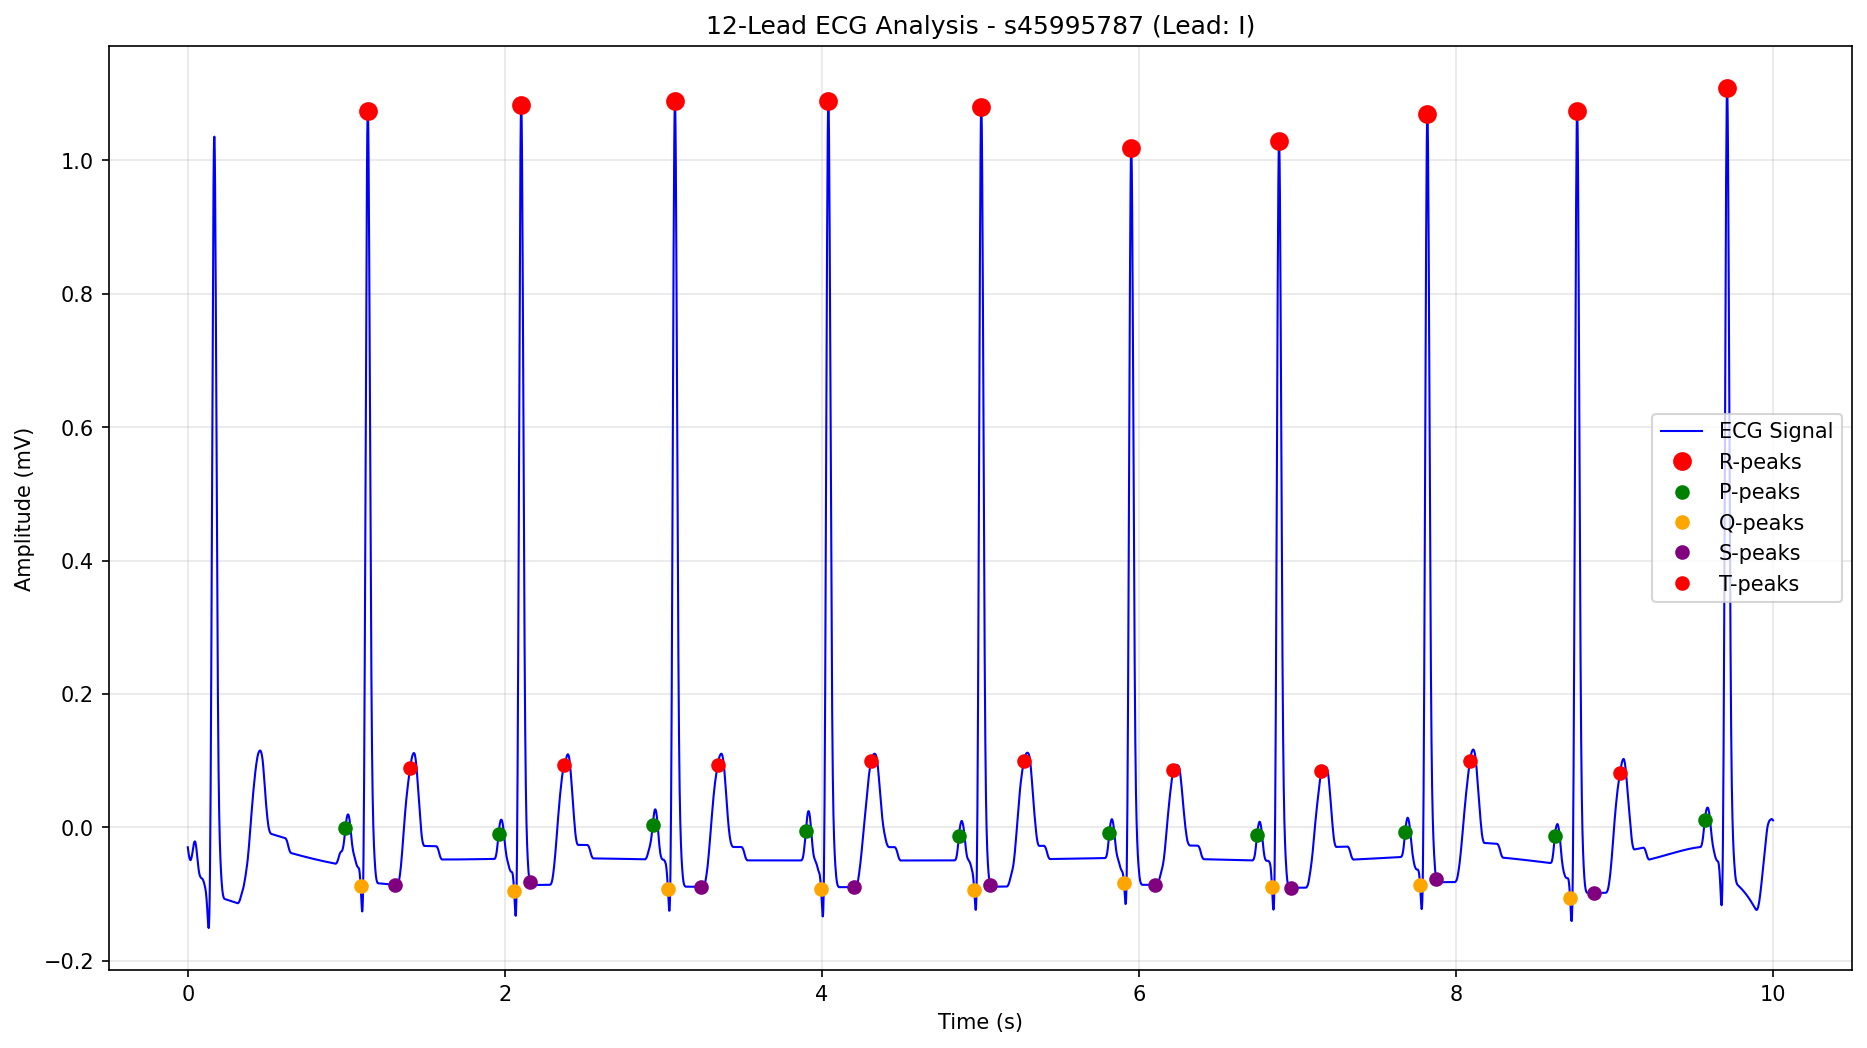 12-Lead ECG Analysis - s45995787 (Lead: I)
Amplitude (mV)
1.0
0.8
0.6
0.4
0.2
0.0
−0.2
ECG Signal
R-peaks
P-peaks
Q-peaks
S-peaks
T-peaks
0 2 4 6 8 10
Time (s)